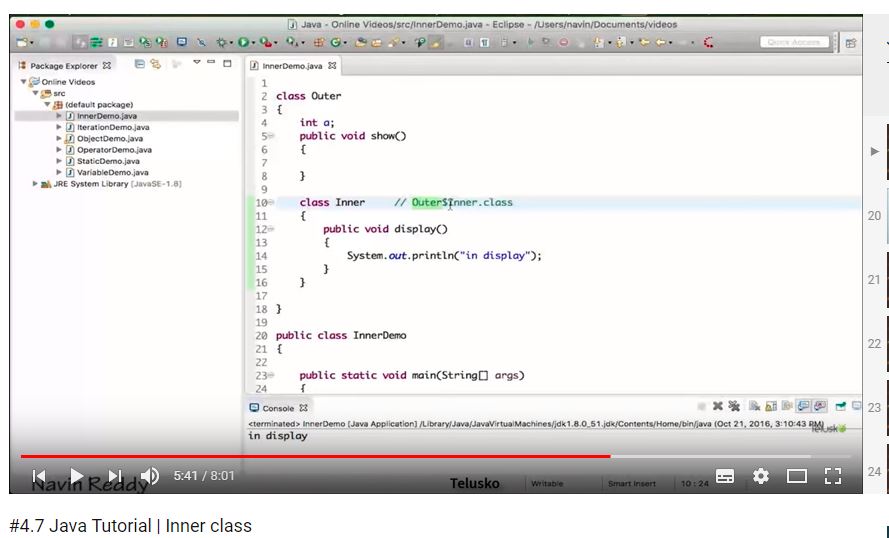 Java - Online Videos/src/InnerDemo.java - Eclipse - /Users/navin/Documents/videos
Quick Access
Package Explorer
Online Videos
src
(default package)
InnerDemo.java
IterationDemo.java
ObjectDemo.java
OperatorDemo.java
StaticDemo.java
VariableDemo.java
JRE System Library [JavaSE-1.8]
InnerDemo.java
1
2 class Outer
3 {
4 int a;
5 public void show()
6 {
7
8 }
9
10 class Inner // Outer$Inner.class
11 {
12 public void display()
13 {
14 System.out.println("in display");
15 }
16 }
17
18 }
19
20 public class InnerDemo
21 {
22
23 public static void main(String[] args)
24 {
Console
<terminated> InnerDemo [Java Application] /Library/Java/JavaVirtualMachines/jdk1.8.0_51.jdk/Contents/Home/bin/java (Oct 21, 2016, 3:10:43 PM)
Telusko
in display
5:41 / 8:01
Navin Reddy
Telusko
Writable
Smart Insert
10 : 24
20
21
22
23
24
#4.7 Java Tutorial | Inner class